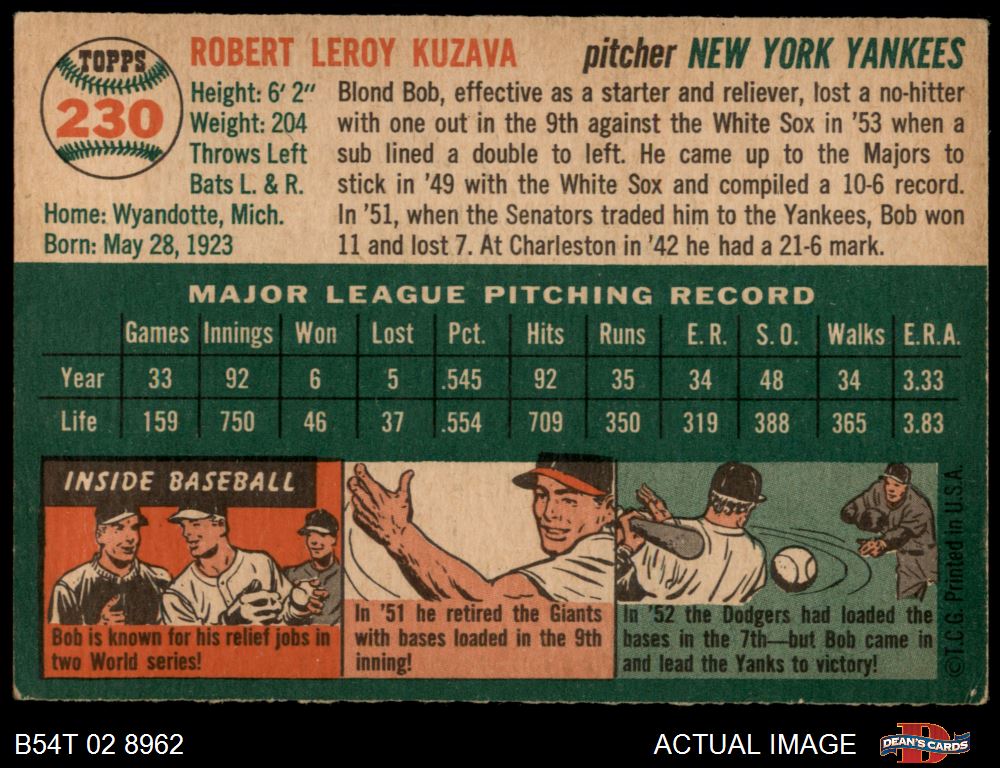 TOPPS
230
ROBERT LEROY KUZAVA
pitcher NEW YORK YANKEES
Height: 6' 2"
Weight: 204
Throws Left
Bats L. & R.
Home: Wyandotte, Mich.
Born: May 28, 1923
Blond Bob, effective as a starter and reliever, lost a no-hitter
with one out in the 9th against the White Sox in '53 when a
sub lined a double to left. He came up to the Majors to
stick in '49 with the White Sox and compiled a 10-6 record.
In '51, when the Senators traded him to the Yankees, Bob won
11 and lost 7. At Charleston in '42 he had a 21-6 mark.
MAJOR LEAGUE PITCHING RECORD
Games Innings Won Lost Pct. Hits Runs E. R. S. O. Walks E.R.A.
Year 33 92 6 5 .545 92 35 34 48 34 3.33
Life 159 750 46 37 .554 709 350 319 388 365 3.83
INSIDE BASEBALL
Bob is known for his relief jobs in
two World series!
In '51 he retired the Giants
with bases loaded in the 9th
inning!
In '52 the Dodgers had loaded the
bases in the 7th—but Bob came in
and lead the Yanks to victory!
©T.C.G. Printed in U.S.A.
B54T 02 8962
ACTUAL IMAGE
DEAN'S CARDS